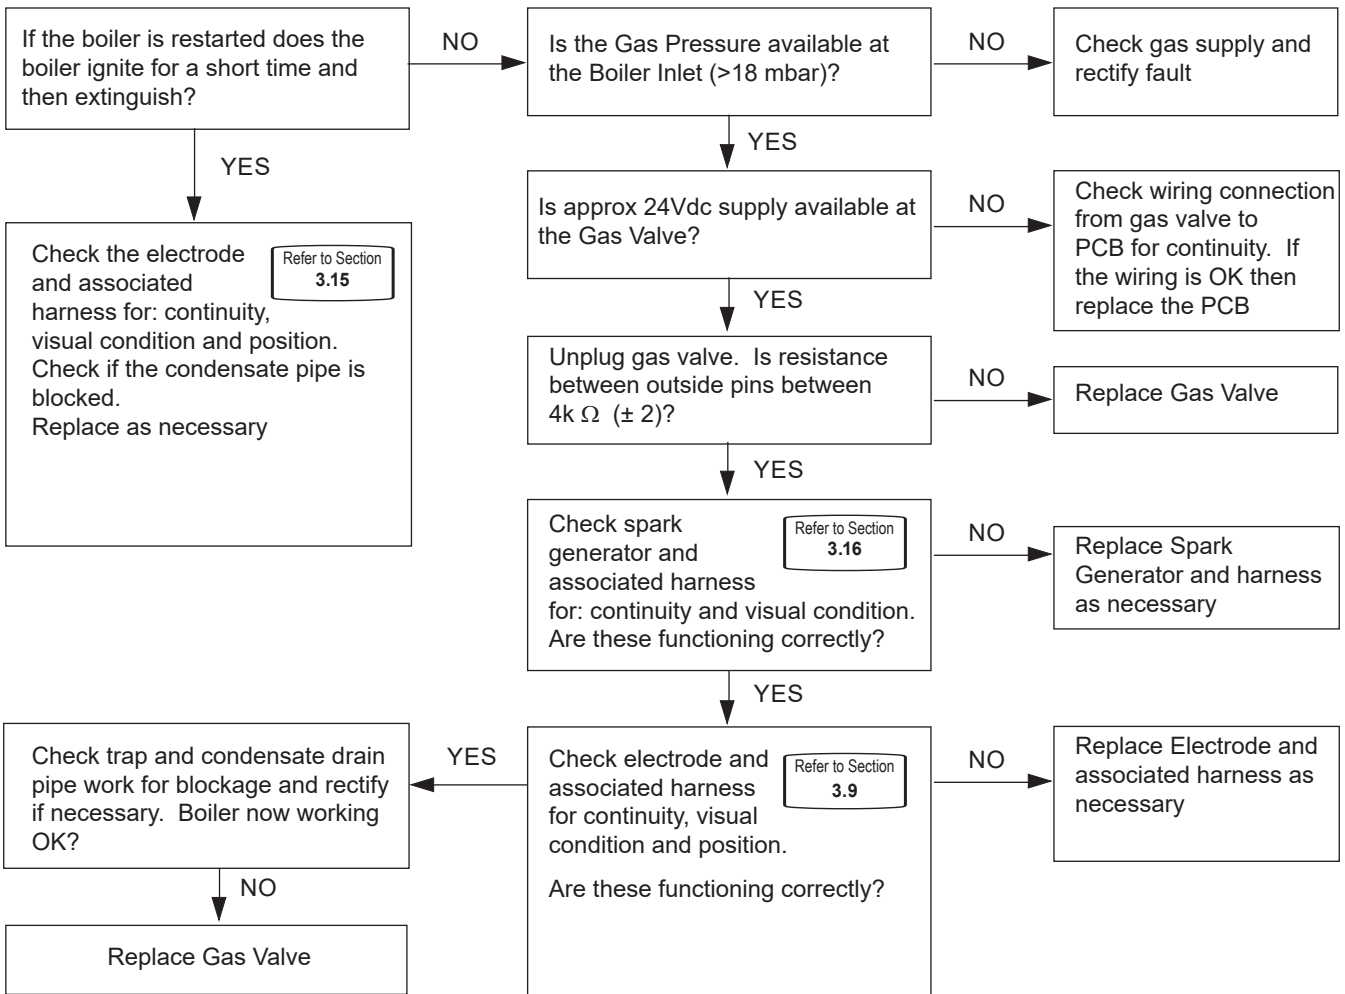 If the boiler is restarted does the
boiler ignite for a short time and
then extinguish?
NO
Is the Gas Pressure available at
the Boiler Inlet (>18 mbar)?
NO
Check gas supply and
rectify fault
YES
YES
Check the electrode
and associated
harness for: continuity,
visual condition and position.
Check if the condensate pipe is
blocked.
Replace as necessary
Refer to Section
3.15
Is approx 24Vdc supply available at
the Gas Valve?
NO
Check wiring connection
from gas valve to
PCB for continuity.  If
the wiring is OK then
replace the PCB
YES
Unplug gas valve.  Is resistance
between outside pins between
4k Ω  (± 2)?
NO
Replace Gas Valve
YES
Check spark
generator and
associated harness
for: continuity and visual condition.
Are these functioning correctly?
Refer to Section
3.16
NO
Replace Spark
Generator and harness
as necessary
YES
Check electrode and
associated harness
for continuity, visual
condition and position.
Are these functioning correctly?
Refer to Section
3.9
NO
Replace Electrode and
associated harness as
necessary
YES
Check trap and condensate drain
pipe work for blockage and rectify
if necessary.  Boiler now working
OK?
NO
Replace Gas Valve